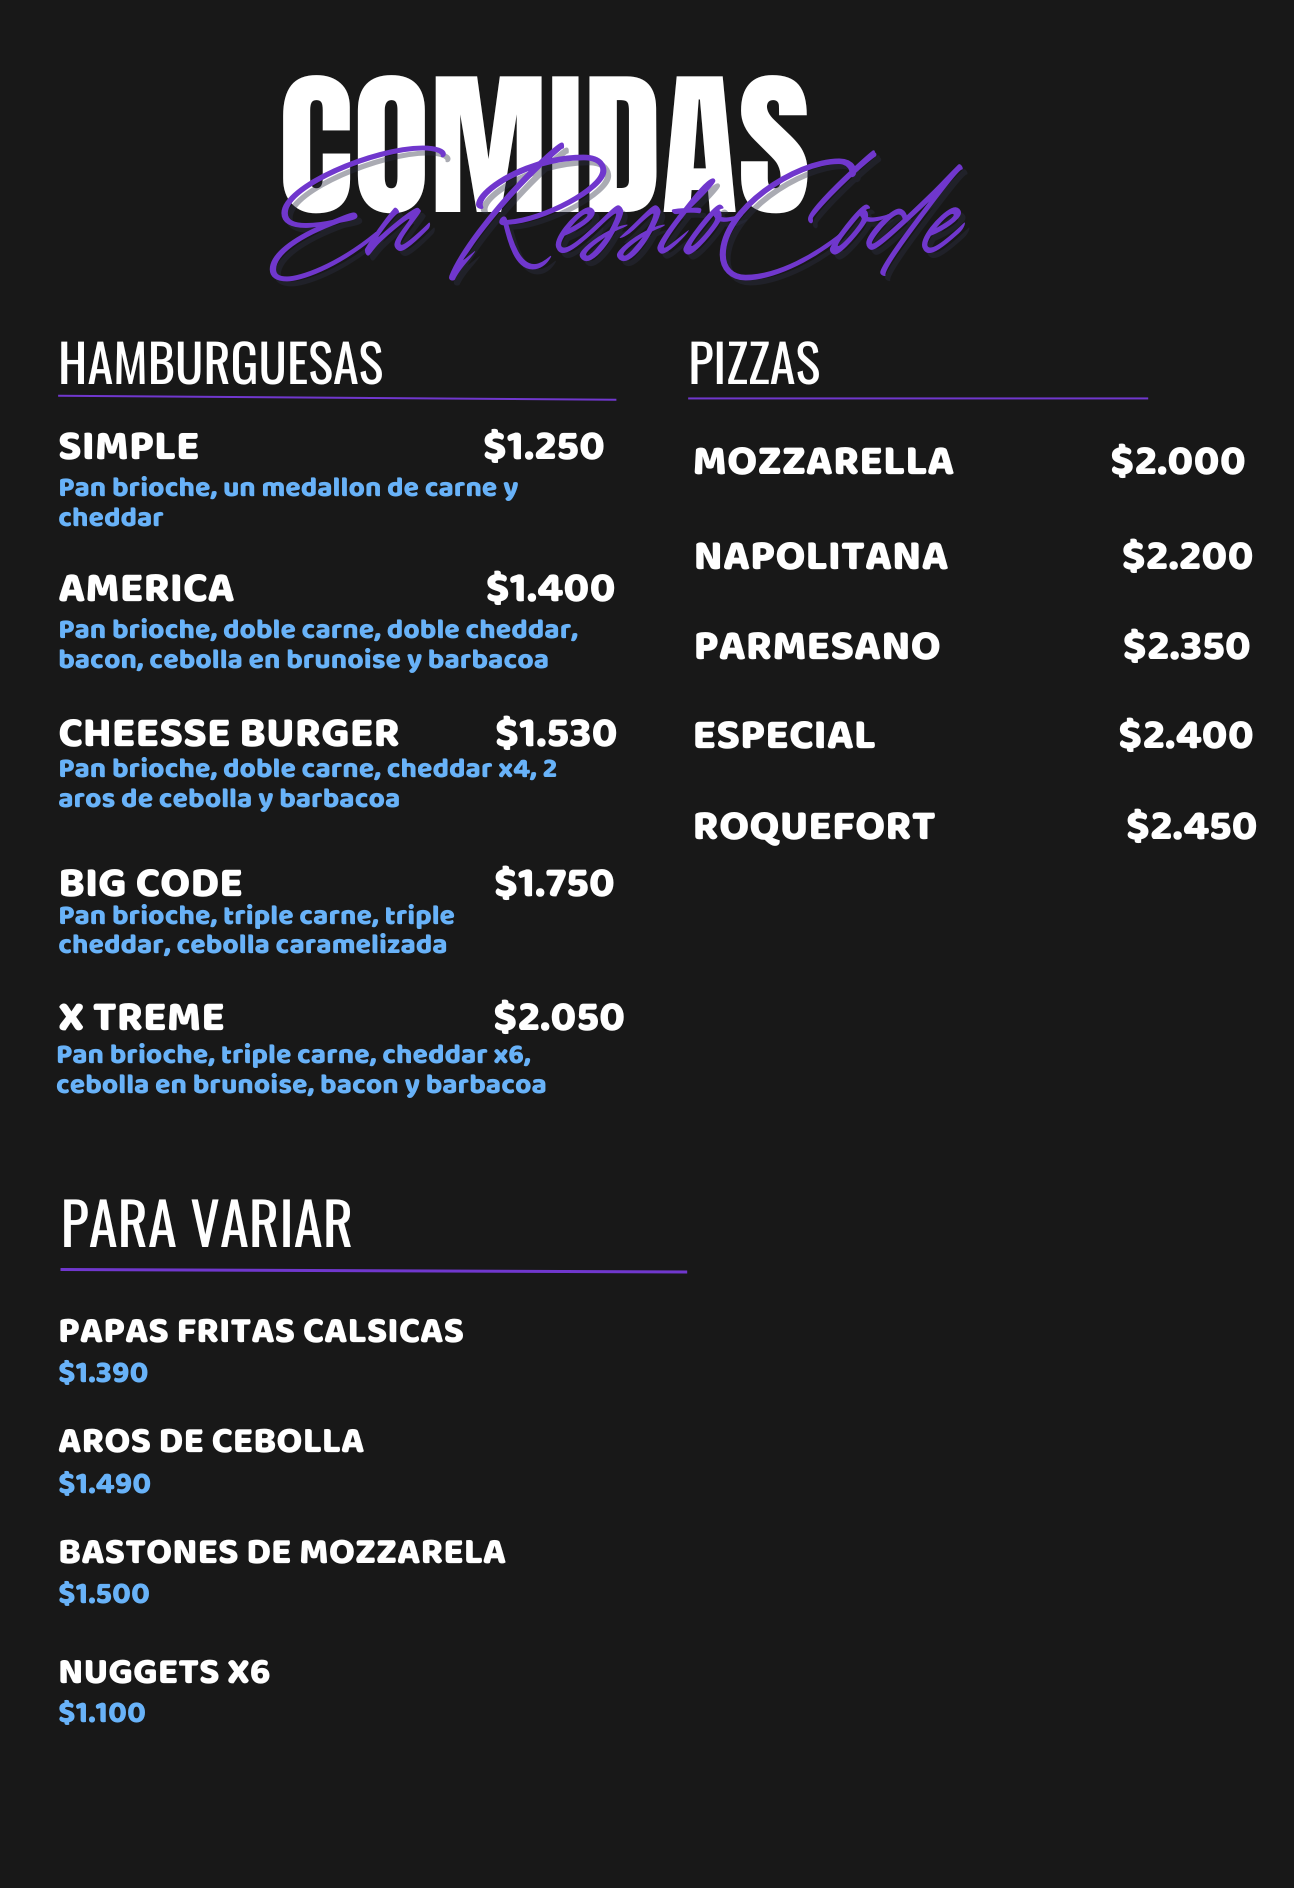 COMIDAS
En ResstoCode
HAMBURGUESAS
SIMPLE $1.250
Pan brioche, un medallon de carne y
cheddar
AMERICA $1.400
Pan brioche, doble carne, doble cheddar,
bacon, cebolla en brunoise y barbacoa
CHEESSE BURGER $1.530
Pan brioche, doble carne, cheddar x4, 2
aros de cebolla y barbacoa
BIG CODE $1.750
Pan brioche, triple carne, triple
cheddar, cebolla caramelizada
X TREME $2.050
Pan brioche, triple carne, cheddar x6,
cebolla en brunoise, bacon y barbacoa
PIZZAS
MOZZARELLA $2.000
NAPOLITANA $2.200
PARMESANO $2.350
ESPECIAL $2.400
ROQUEFORT $2.450
PARA VARIAR
PAPAS FRITAS CALSICAS
$1.390
AROS DE CEBOLLA
$1.490
BASTONES DE MOZZARELA
$1.500
NUGGETS X6
$1.100